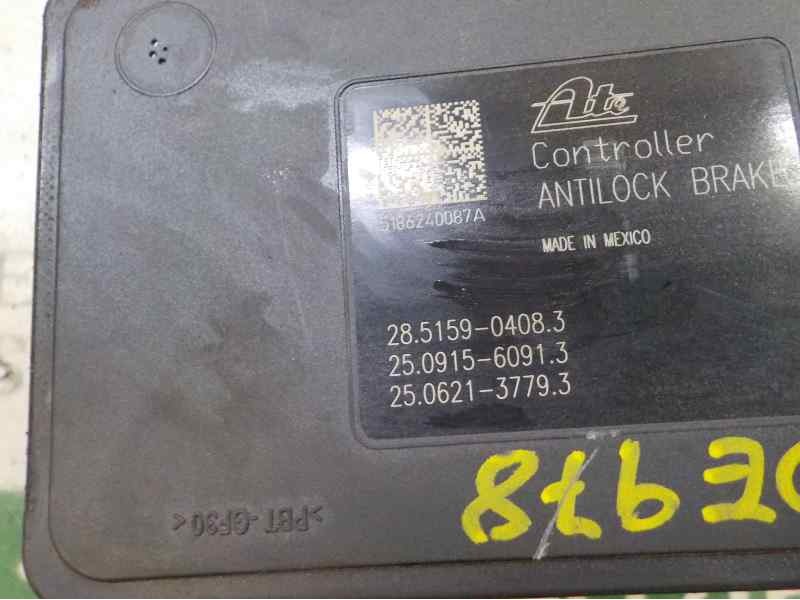 Ate
Controller
ANTILOCK BRAKE
5186240087A
MADE IN MEXICO
28.5159-0408.3
25.0915-6091.3
25.0621-3779.3
>PBT-GF30<